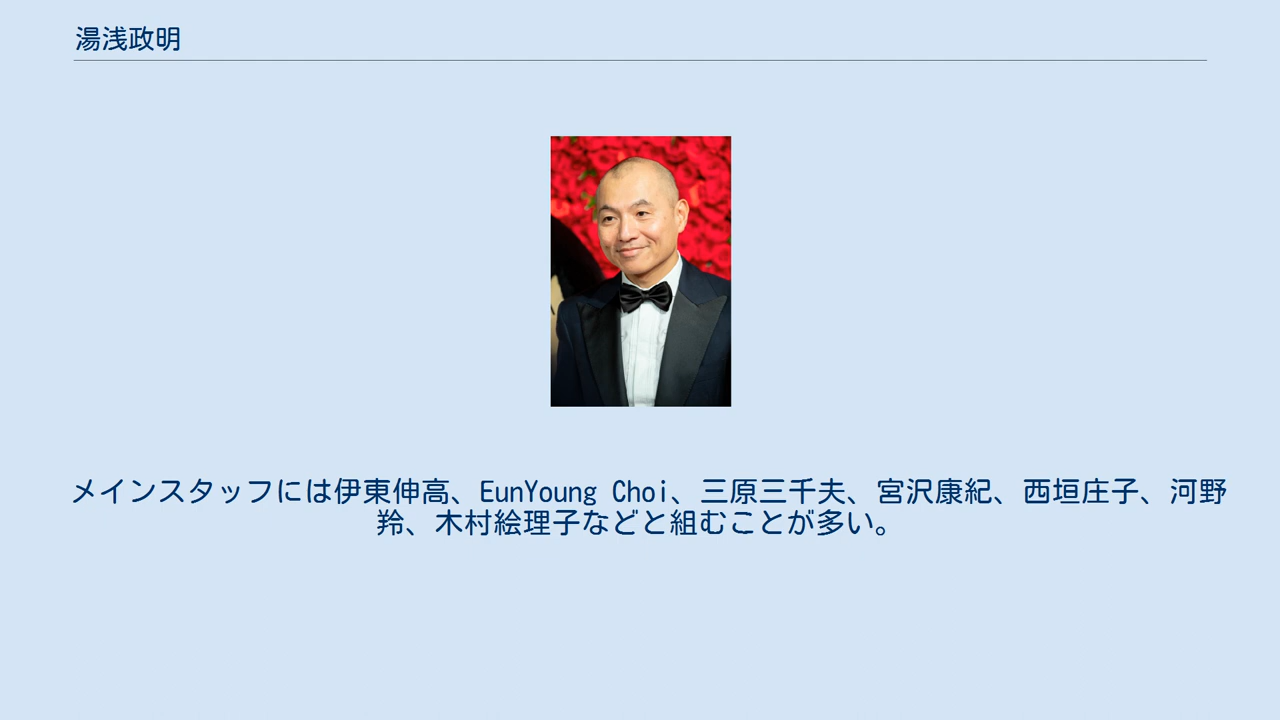 湯浅政明
メインスタッフには伊東伸高、EunYoung Choi、三原三千夫、宮沢康紀、西垣庄子、河野
羚、木村絵理子などと組むことが多い。